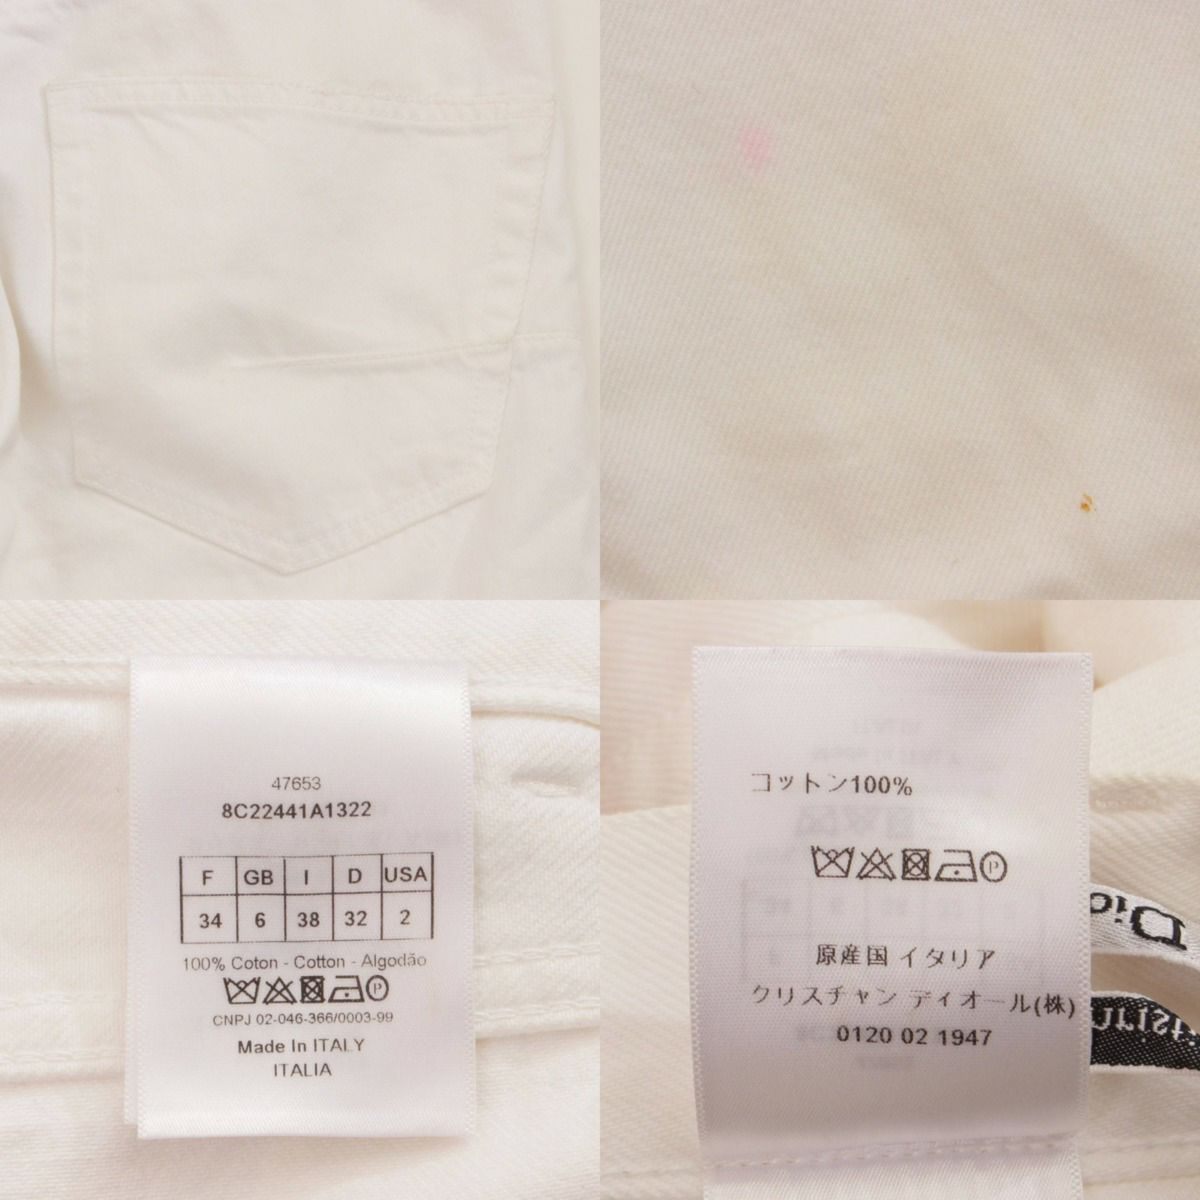 47653
8C22441A1322
F GB I D USA
34 6 38 32 2
100% Coton - Cotton - Algodão
CNPJ 02-046-366/0003-99
Made In ITALY
ITALIA
コットン100%
原産国 イタリア
クリスチャン ディオール(株)
0120 02 1947